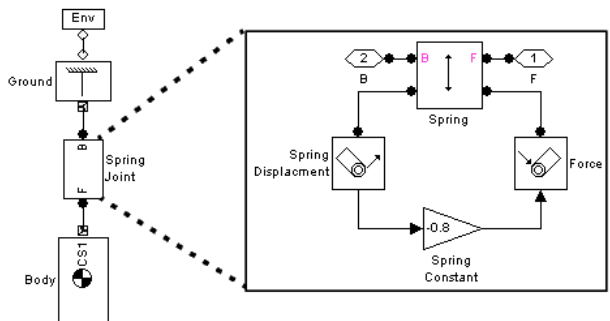 Env
Ground
B
Spring
Joint
F
CS1
Body
2
B
F
1
B
F
Spring
Spring
Displacment
Force
-0.8
Spring
Constant